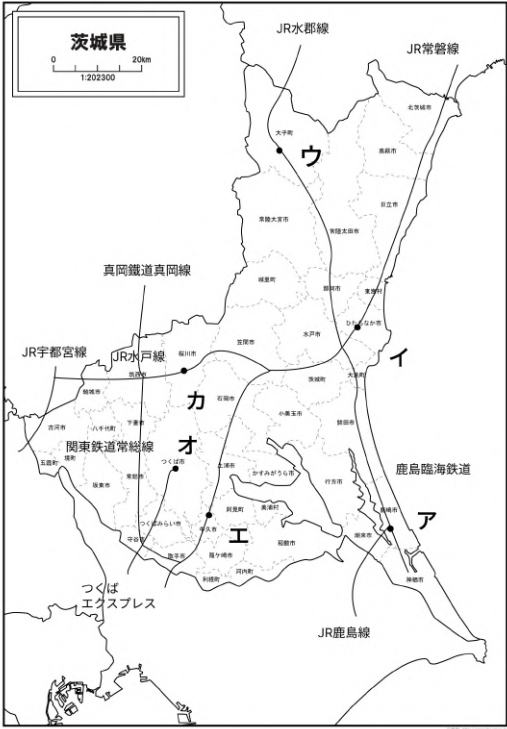 茨城県
0 20km
1:202300
JR水郡線
JR常磐線
北茨城市
大子町
ウ
高萩市
日立市
常陸大宮市
常陸太田市
真岡鐵道真岡線
城里町
那珂市
東海村
ひたちなか市
水戸市
笠間市
JR宇都宮線
JR水戸線
桜川市
筑西市
イ
大洗町
茨城町
結城市
カ
石岡市
小美玉市
古河市
八千代町
下妻市
鉾田市
オ
関東鉄道常総線
つくば市
土浦市
かすみがうら市
鹿島臨海鉄道
五霞町
境町
坂東市
常総市
行方市
美浦村
阿見町
ア
鹿嶋市
つくばみらい市
牛久市
エ
潮来市
守谷市
取手市
龍ケ崎市
稲敷市
利根町
河内町
神栖市
つくば
エクスプレス
JR鹿島線